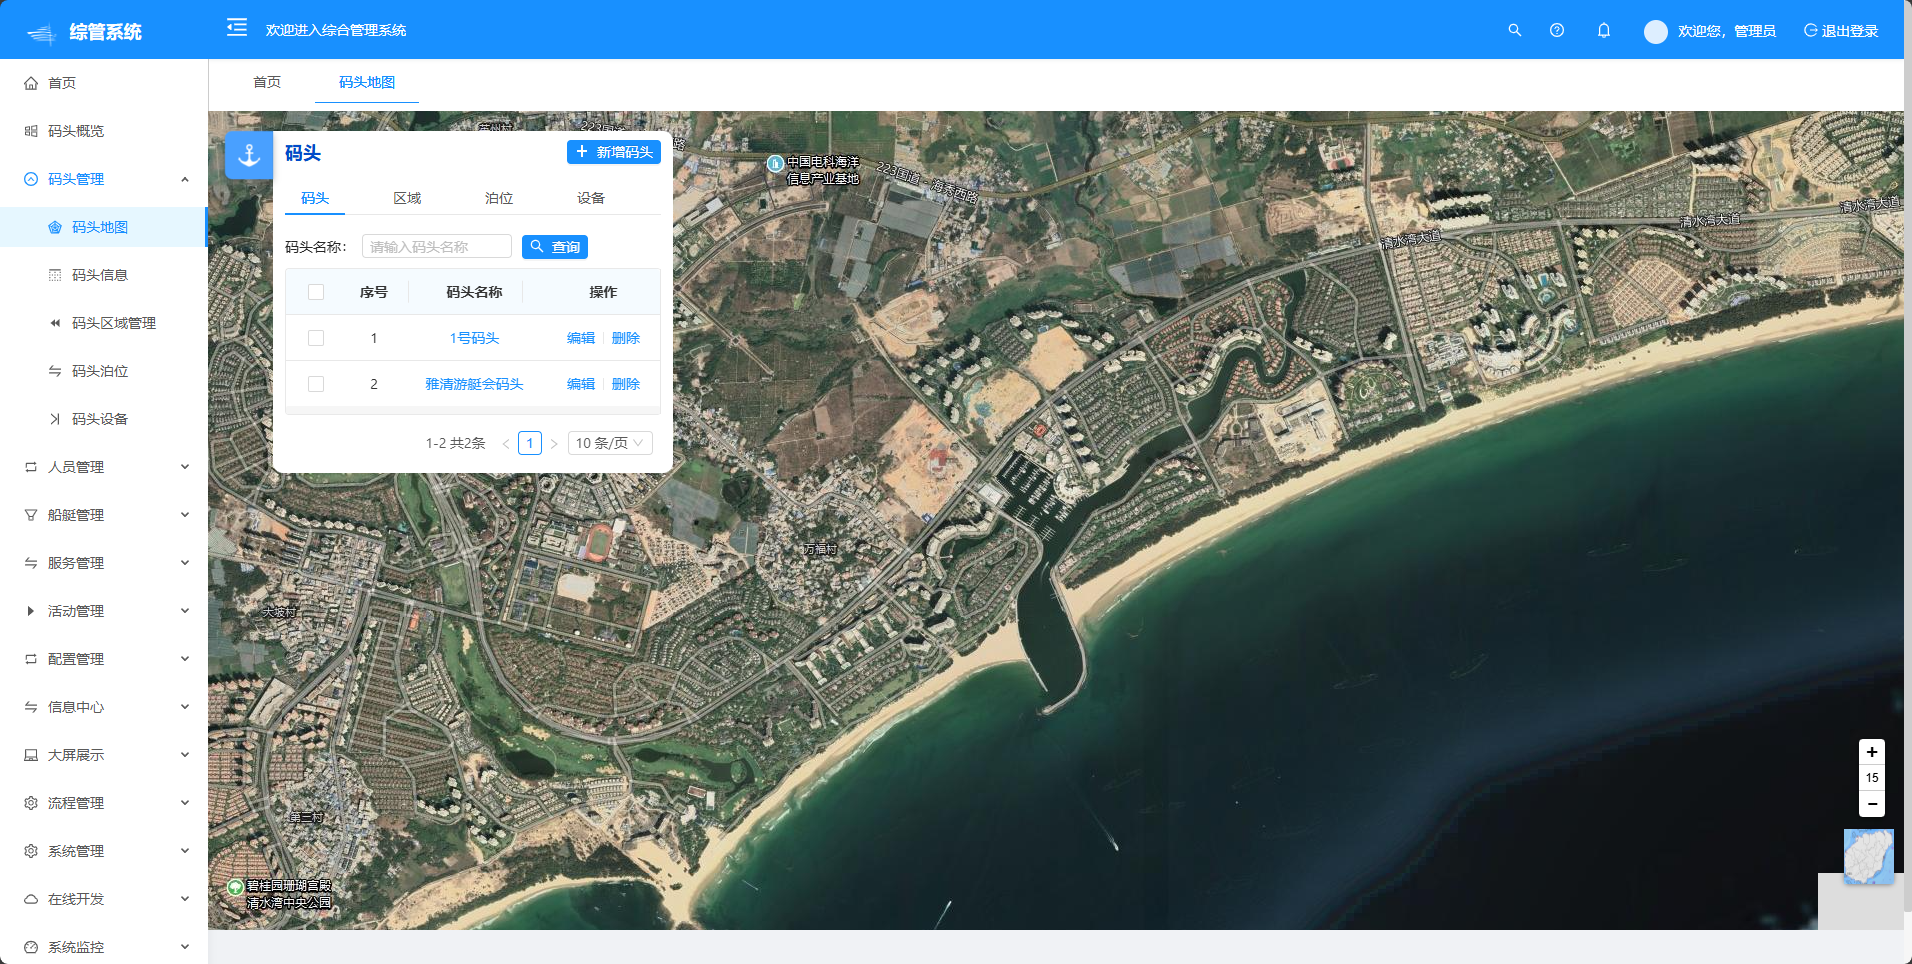 综管系统
欢迎进入综合管理系统
欢迎您，管理员
退出登录
首页
码头概览
码头管理
码头地图
码头信息
码头区域管理
码头泊位
码头设备
人员管理
船艇管理
服务管理
活动管理
配置管理
信息中心
大屏展示
流程管理
系统管理
在线开发
系统监控
首页
码头地图
码头
新增码头
码头
区域
泊位
设备
码头名称：
请输入码头名称
查询
序号
码头名称
操作
1
1号码头
编辑
删除
2
雅清游艇会码头
编辑
删除
1-2 共2条
1
10 条/页
中国电科海洋
信息产业基地
223国道 - 海秀西路
清水湾大道
清水湾大道
清水湾大道
万福村
大坡村
第三村
碧桂园珊瑚宫殿
清水湾中央公园
+
15
−